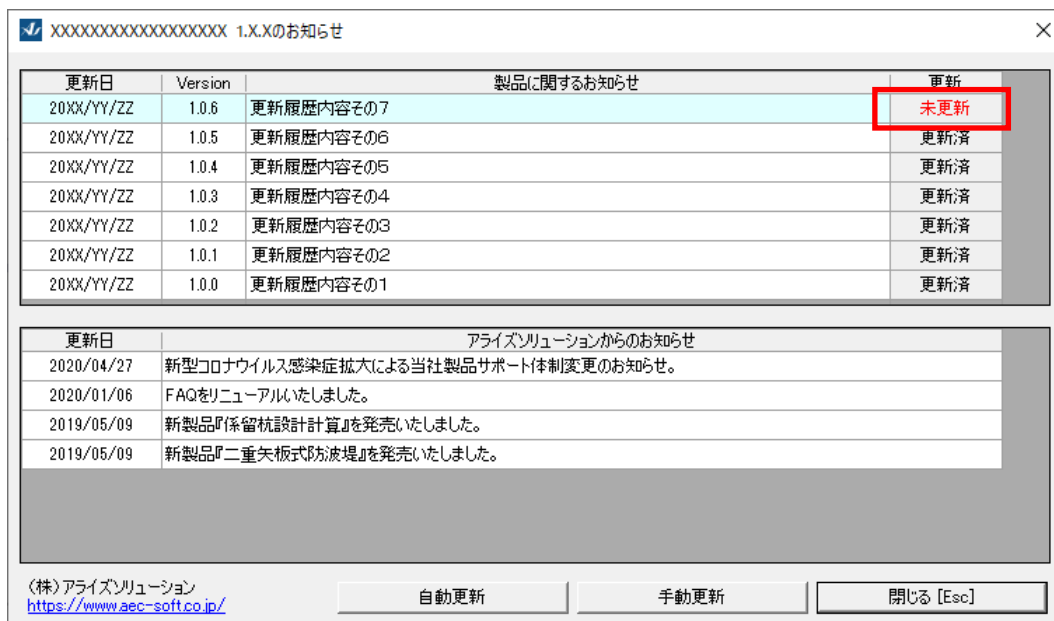 XXXXXXXXXXXXXXXXXX 1.X.Xのお知らせ
更新日 Version 製品に関するお知らせ 更新
20XX/YY/ZZ 1.0.6 更新履歴内容その7 未更新
20XX/YY/ZZ 1.0.5 更新履歴内容その6 更新済
20XX/YY/ZZ 1.0.4 更新履歴内容その5 更新済
20XX/YY/ZZ 1.0.3 更新履歴内容その4 更新済
20XX/YY/ZZ 1.0.2 更新履歴内容その3 更新済
20XX/YY/ZZ 1.0.1 更新履歴内容その2 更新済
20XX/YY/ZZ 1.0.0 更新履歴内容その1 更新済
更新日 アライズソリューションからのお知らせ
2020/04/27 新型コロナウイルス感染症拡大による当社製品サポート体制変更のお知らせ。
2020/01/06 FAQをリニューアルいたしました。
2019/05/09 新製品『係留杭設計計算』を発売いたしました。
2019/05/09 新製品『二重矢板式防波堤』を発売いたしました。
(株)アライズソリューション
https://www.aec-soft.co.jp/
自動更新 手動更新 閉じる [Esc]